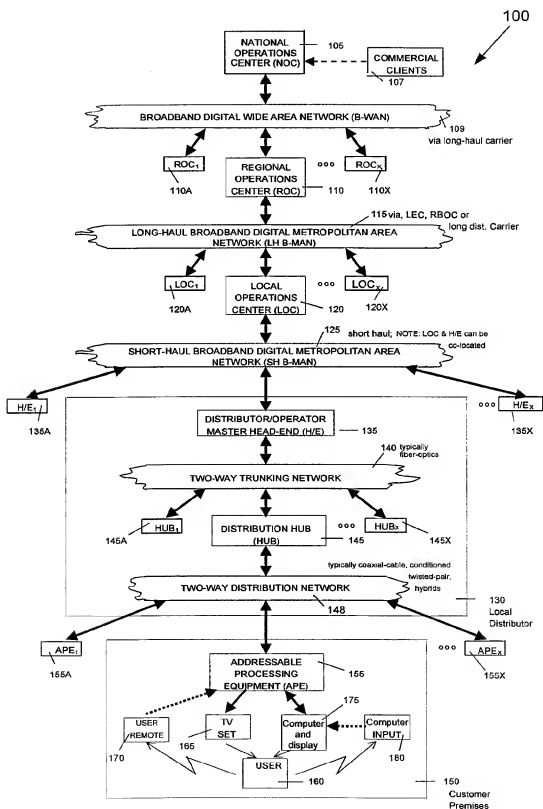 100
NATIONAL
OPERATIONS
CENTER (NOC)
105
COMMERCIAL
CLIENTS
107
BROADBAND DIGITAL WIDE AREA NETWORK (B-WAN)
109
via long-haul carrier
ROC1
ROCX
110A
REGIONAL
OPERATIONS
CENTER (ROC)
110
110X
115 via, LEC, RBOC or
long dist. Carrier
LONG-HAUL BROADBAND DIGITAL METROPOLITAN AREA
NETWORK (LH B-MAN)
LOC1
LOCX
120A
LOCAL
OPERATIONS
CENTER (LOC)
120
120X
125
short haul; NOTE: LOC & H/E can be
co-located
SHORT-HAUL BROADBAND DIGITAL METROPOLITAN AREA
NETWORK (SH B-MAN)
H/E1
H/EX
135A
135X
DISTRIBUTOR/OPERATOR
MASTER HEAD-END (H/E)
135
140 typically
fiber-optics
TWO-WAY TRUNKING NETWORK
HUB1
HUBX
145A
DISTRIBUTION HUB
(HUB)
145
145X
typically coaxial-cable, conditioned
twisted-pair,
hybrids
TWO-WAY DISTRIBUTION NETWORK
148
130
Local
Distributor
APE1
APEX
155A
155X
ADDRESSABLE
PROCESSING
EQUIPMENT (APE)
155
175
USER
REMOTE
170
TV
SET
165
Computer
and
display
Computer
INPUT
180
USER
160
150
Customer
Premises